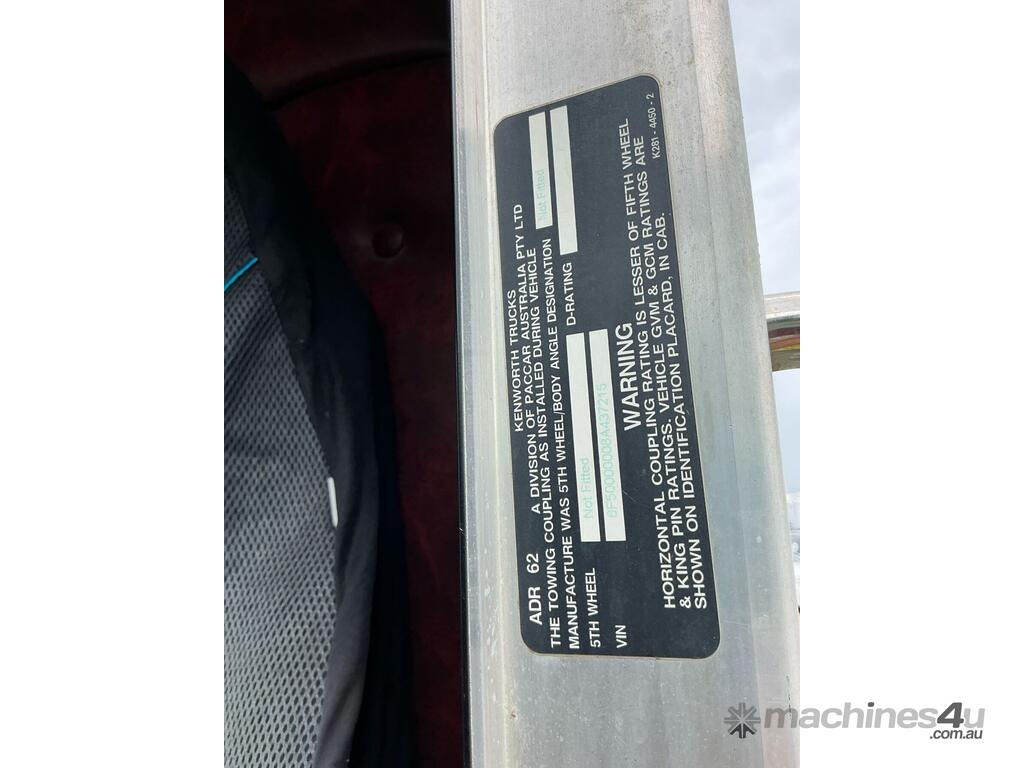 KENWORTH TRUCKS
ADR 62 A DIVISION OF PACCAR AUSTRALIA PTY LTD
THE TOWING COUPLING AS INSTALLED DURING VEHICLE
MANUFACTURE WAS 5TH WHEEL/BODY ANGLE DESIGNATION Not Fitted
5TH WHEEL Not Fitted D-RATING
VIN 6F50000008A437215
WARNING
HORIZONTAL COUPLING RATING IS LESSER OF FIFTH WHEEL
& KING PIN RATINGS. VEHICLE GVM & GCM RATINGS ARE
SHOWN ON IDENTIFICATION PLACARD, IN CAB.
K281 - 4450 - 2
machines4u
.com.au